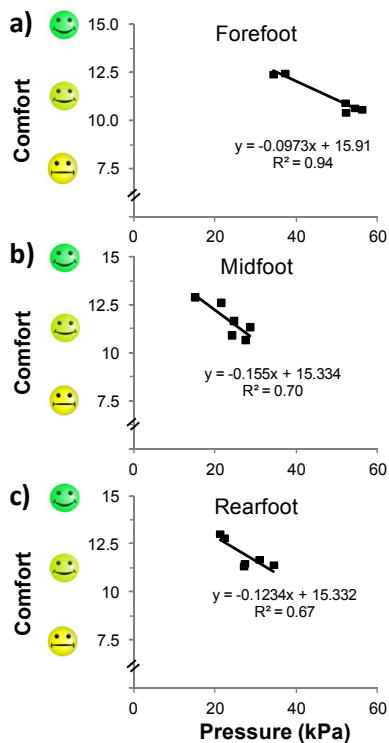 a)
Forefoot
Comfort
15.0
12.5
10.0
7.5
y = -0.0973x + 15.91
R² = 0.94
0 20 40 60
b)
Midfoot
Comfort
15
12.5
10
7.5
y = -0.155x + 15.334
R² = 0.70
0 20 40 60
c)
Rearfoot
Comfort
15
12.5
10
7.5
y = -0.1234x + 15.332
R² = 0.67
0 20 40 60
Pressure (kPa)